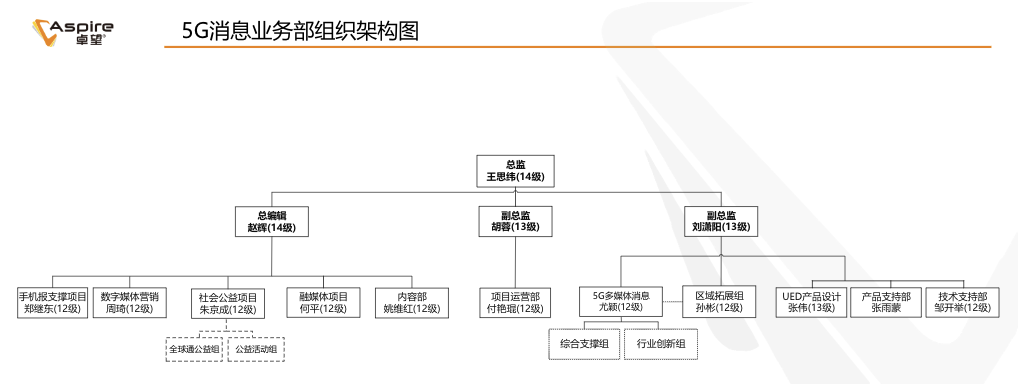 Aspire
卓望®
5G消息业务部组织架构图
总监
王思纬(14级)
总编辑
赵辉(14级)
副总监
胡蓉(13级)
副总监
刘潇阳(13级)
手机报支撑项目
郑继东(12级)
数字媒体营销
周琦(12级)
社会公益项目
朱京成(12级)
融媒体项目
何平(12级)
内容部
姚维红(12级)
项目运营部
付艳琨(12级)
5G多媒体消息
尤颖(12级)
区域拓展组
孙彬(12级)
UED产品设计
张伟(13级)
产品支持部
张雨蒙
技术支持部
邹开举(12级)
全球通公益组
公益活动组
综合支撑组
行业创新组